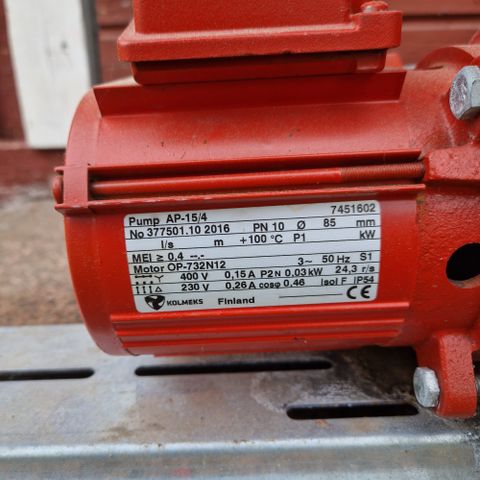 Pump AP-15/4 7451602
No 377501.10 2016 PN 10 Ø 85 mm
l/s m +100 °C P1 kW
MEI ≥ 0,4 --.-
Motor OP-732N12 3~ 50 Hz S1
400 V 0,15 A P2N 0.03 kW 24,3 r/s
230 V 0,26 A cosφ 0.46 Isol F IP54
KOLMEKS Finland CE